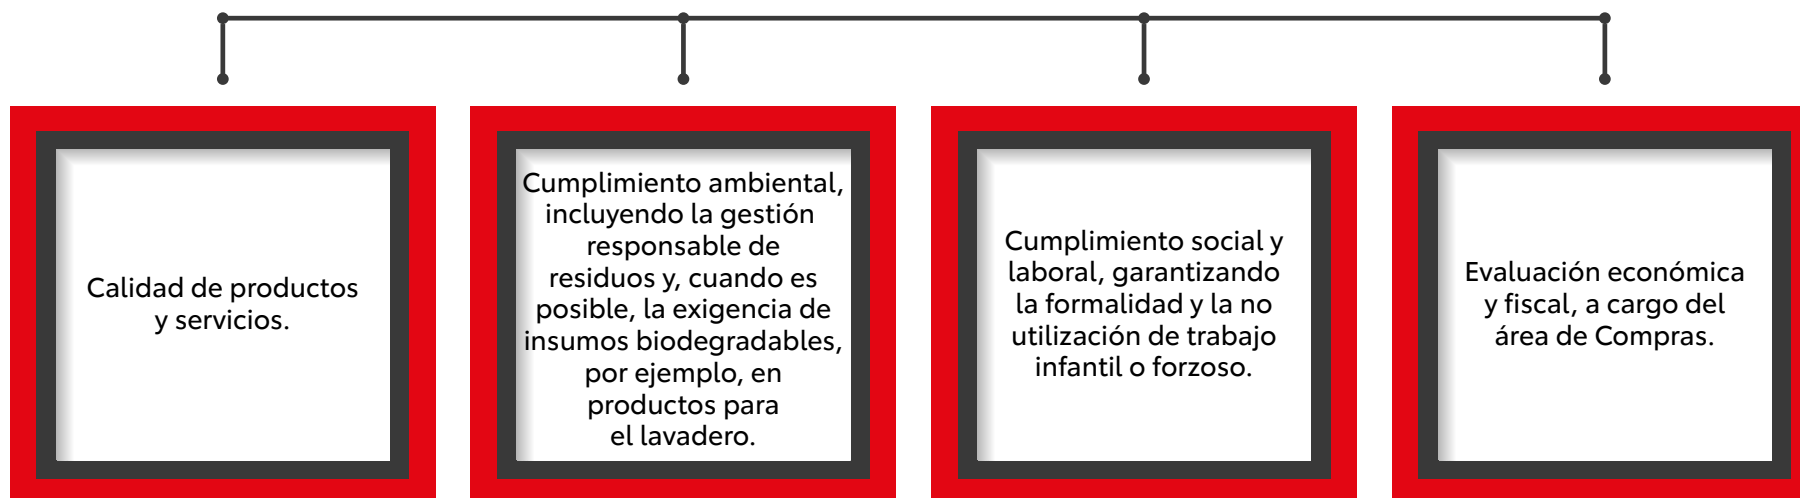 Calidad de productos
y servicios.
Cumplimiento ambiental,
incluyendo la gestión
responsable de
residuos y, cuando es
posible, la exigencia de
insumos biodegradables,
por ejemplo, en
productos para
el lavadero.
Cumplimiento social y
laboral, garantizando
la formalidad y la no
utilización de trabajo
infantil o forzoso.
Evaluación económica
y fiscal, a cargo del
área de Compras.